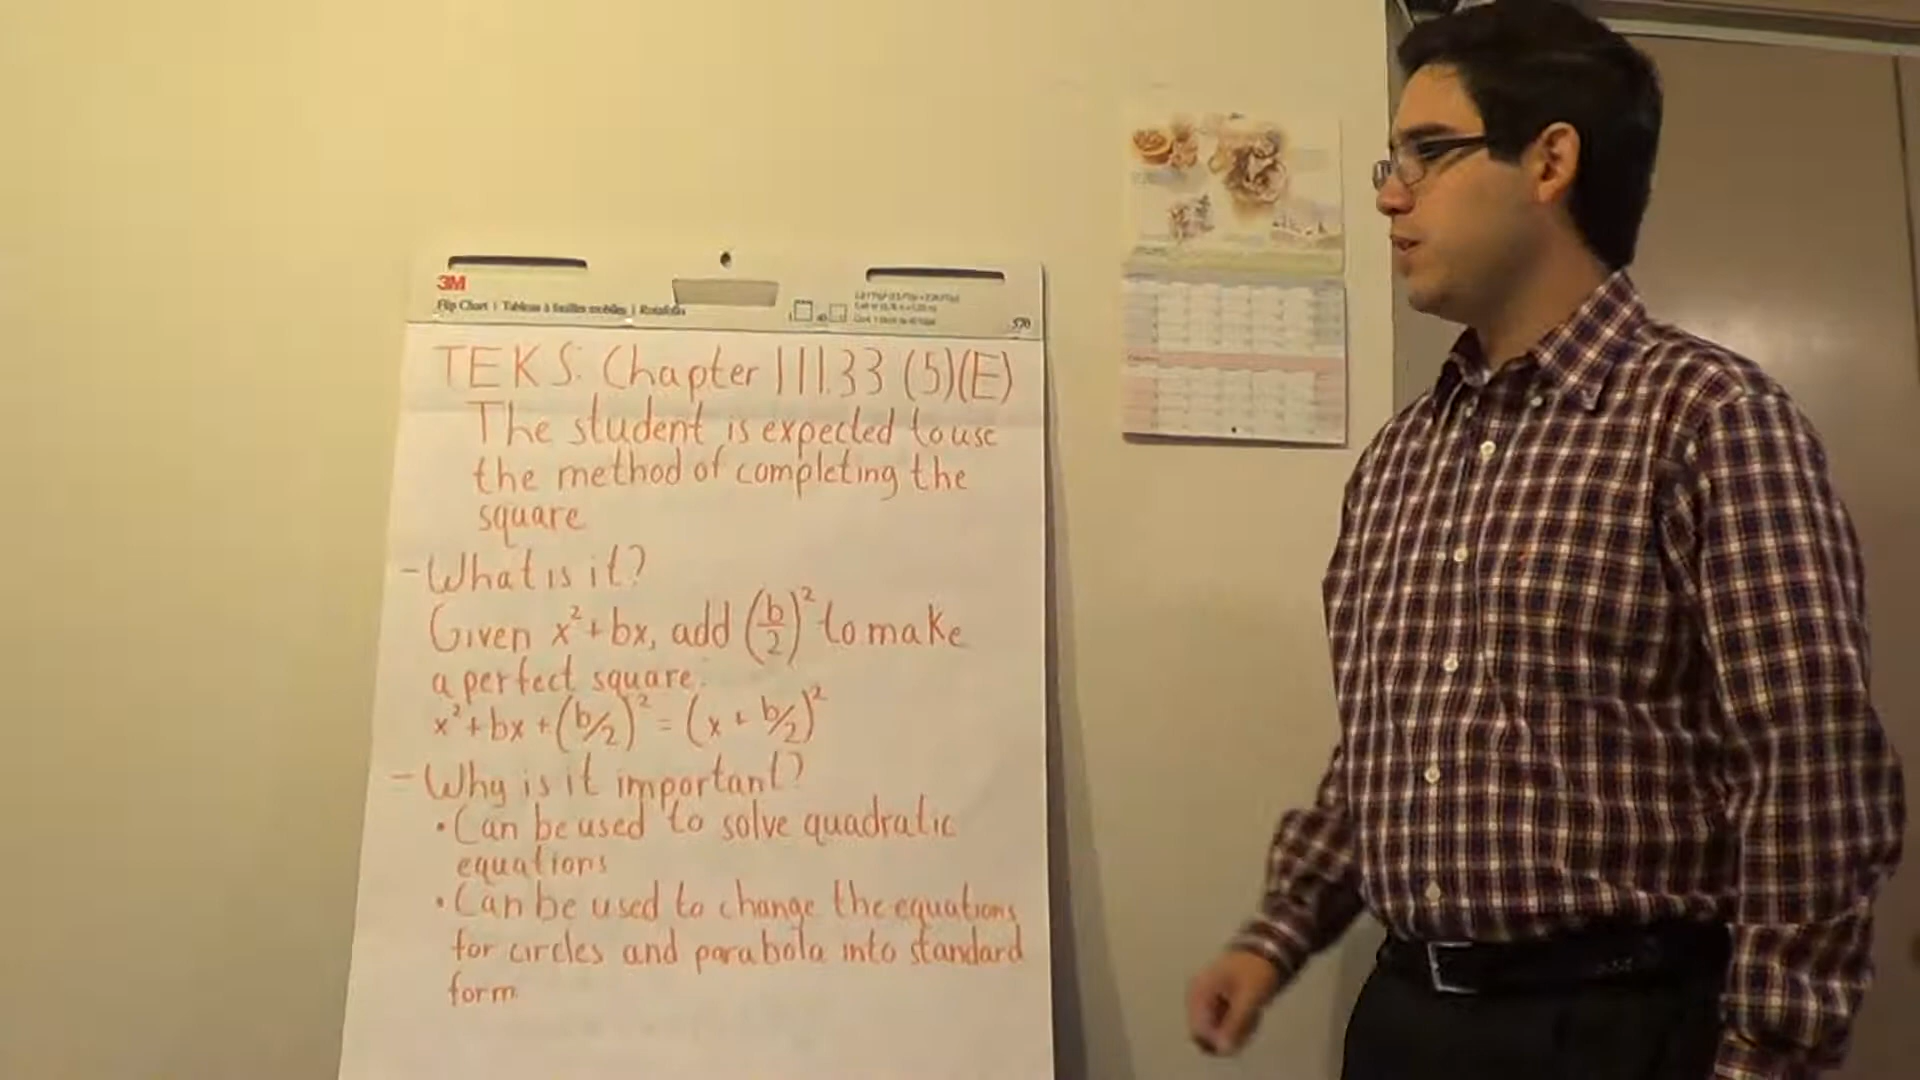 3M
Flip Chart | Tableau à feuilles mobiles | Rotafolio
570
TEKS: Chapter 111.33 (5)(E)
The student is expected to use
the method of completing the
square
- What is it?
Given x²+bx, add (b/2)² to make
a perfect square.
x²+bx+(b/2)² = (x + b/2)²
- Why is it important?
• Can be used to solve quadratic
equations
• Can be used to change the equations
for circles and parabola into standard
form